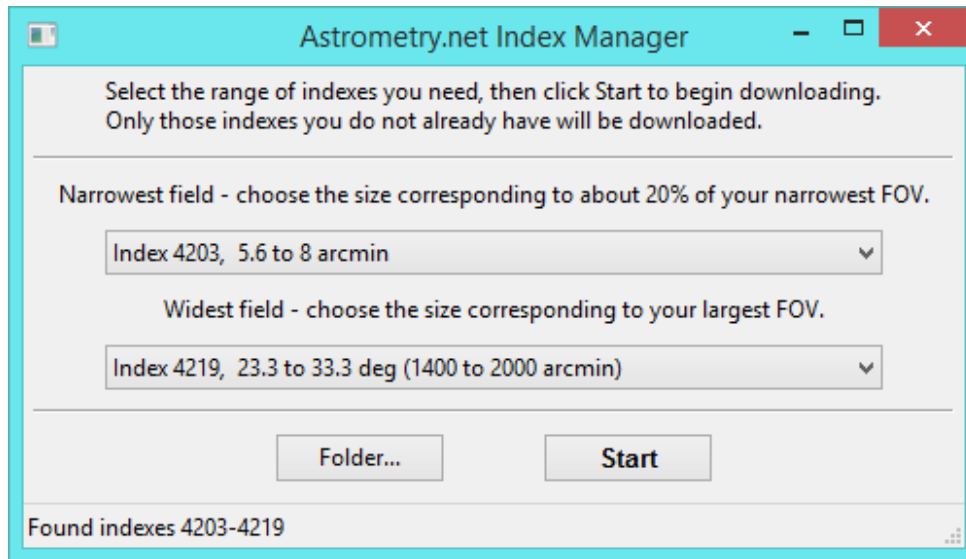 Astrometry.net Index Manager
Select the range of indexes you need, then click Start to begin downloading.
Only those indexes you do not already have will be downloaded.
Narrowest field - choose the size corresponding to about 20% of your narrowest FOV.
Index 4203,  5.6 to 8 arcmin
Widest field - choose the size corresponding to your largest FOV.
Index 4219,  23.3 to 33.3 deg (1400 to 2000 arcmin)
Folder... Start
Found indexes 4203-4219